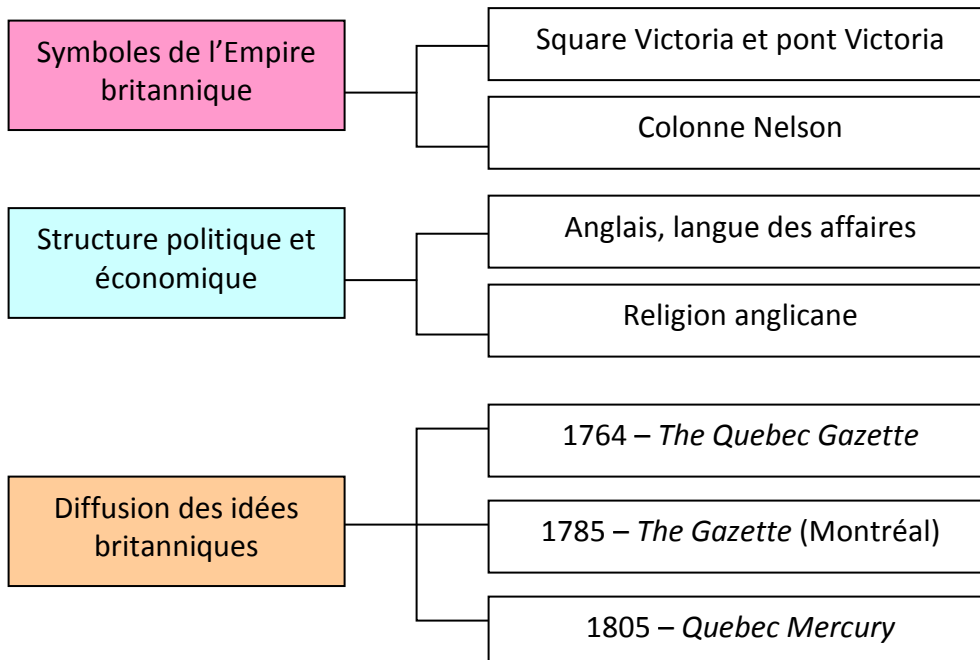 Symboles de l’Empire
britannique
Square Victoria et pont Victoria
Colonne Nelson
Structure politique et
économique
Anglais, langue des affaires
Religion anglicane
Diffusion des idées
britanniques
1764 – The Quebec Gazette
1785 – The Gazette (Montréal)
1805 – Quebec Mercury